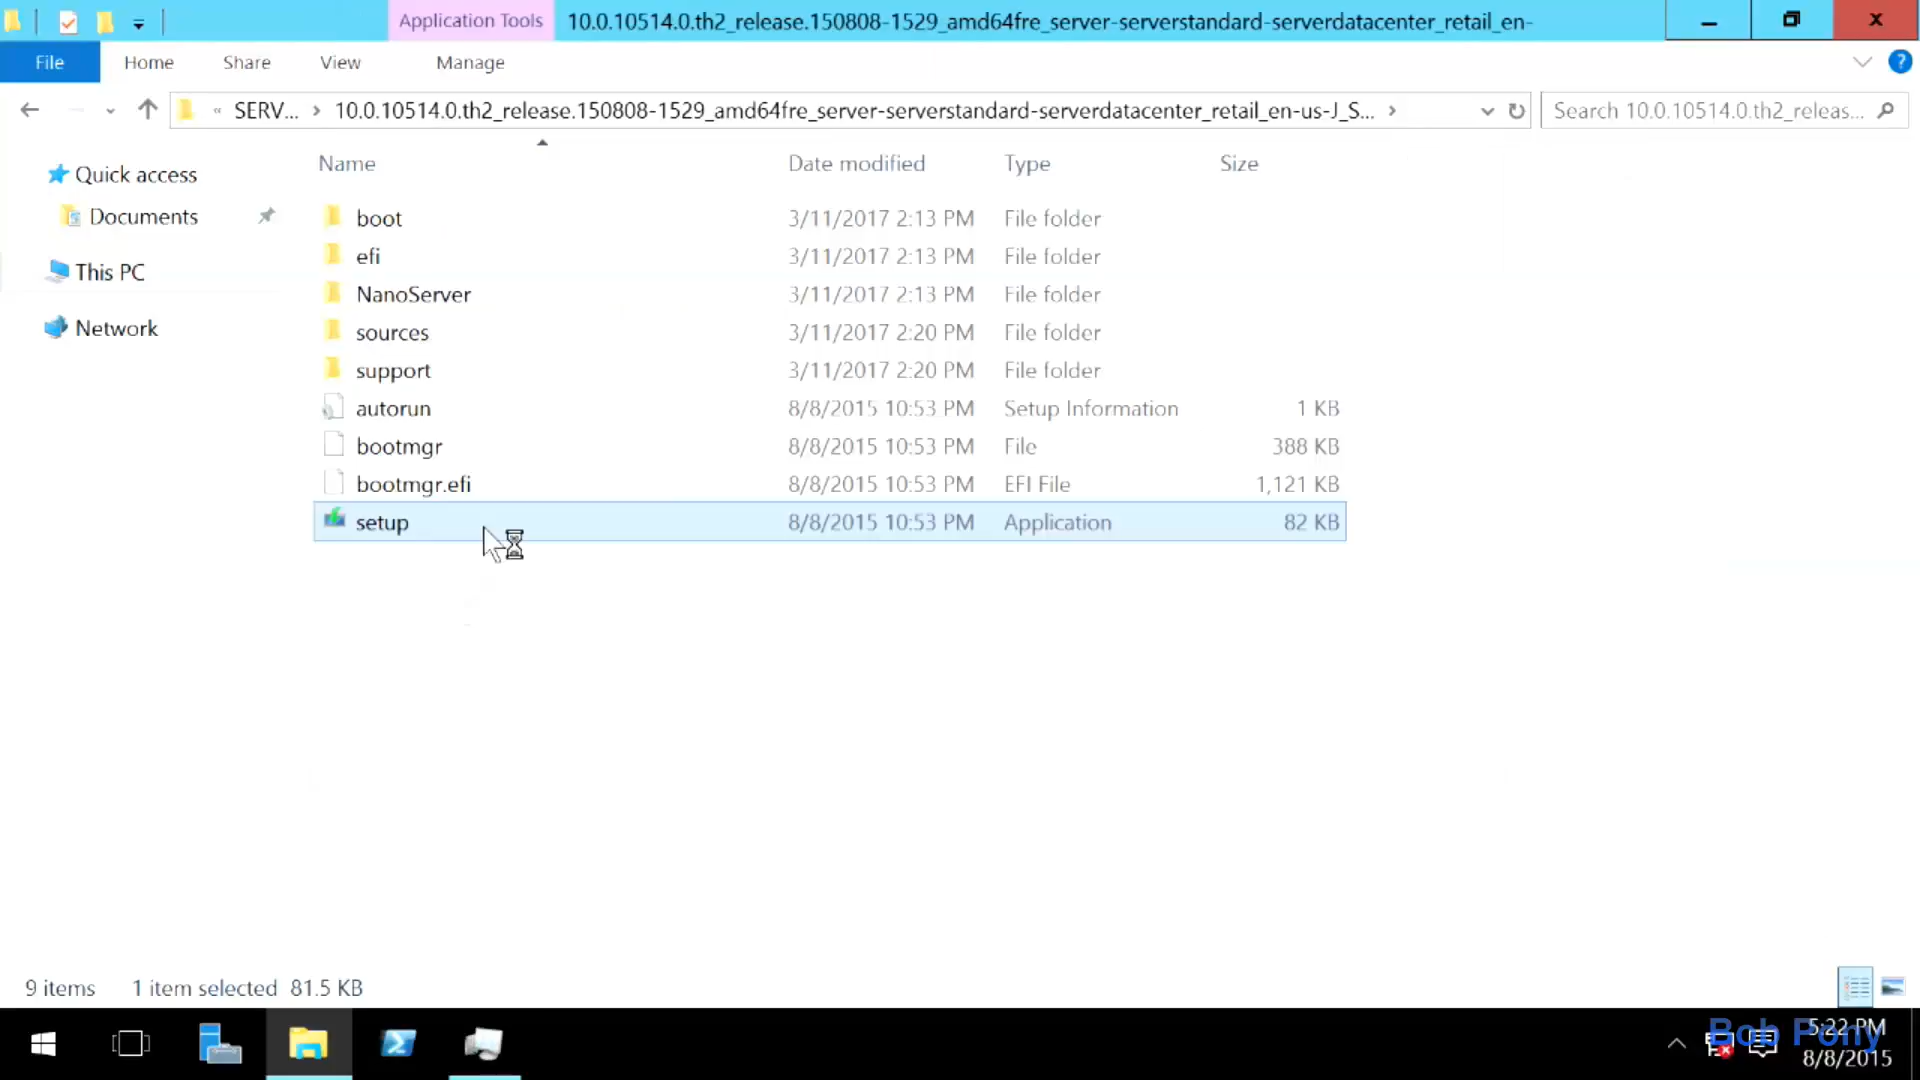 Application Tools
10.0.10514.0.th2_release.150808-1529_amd64fre_server-serverstandard-serverdatacenter_retail_en-
File Home Share View Manage
« SERV... › 10.0.10514.0.th2_release.150808-1529_amd64fre_server-serverstandard-serverdatacenter_retail_en-us-J_S... ›
Search 10.0.10514.0.th2_releas...
Quick access
Documents
This PC
Network
Name Date modified Type Size
boot 3/11/2017 2:13 PM File folder
efi 3/11/2017 2:13 PM File folder
NanoServer 3/11/2017 2:13 PM File folder
sources 3/11/2017 2:20 PM File folder
support 3/11/2017 2:20 PM File folder
autorun 8/8/2015 10:53 PM Setup Information 1 KB
bootmgr 8/8/2015 10:53 PM File 388 KB
bootmgr.efi 8/8/2015 10:53 PM EFI File 1,121 KB
setup 8/8/2015 10:53 PM Application 82 KB
9 items 1 item selected 81.5 KB
Bob Pony
5:22 PM
8/8/2015